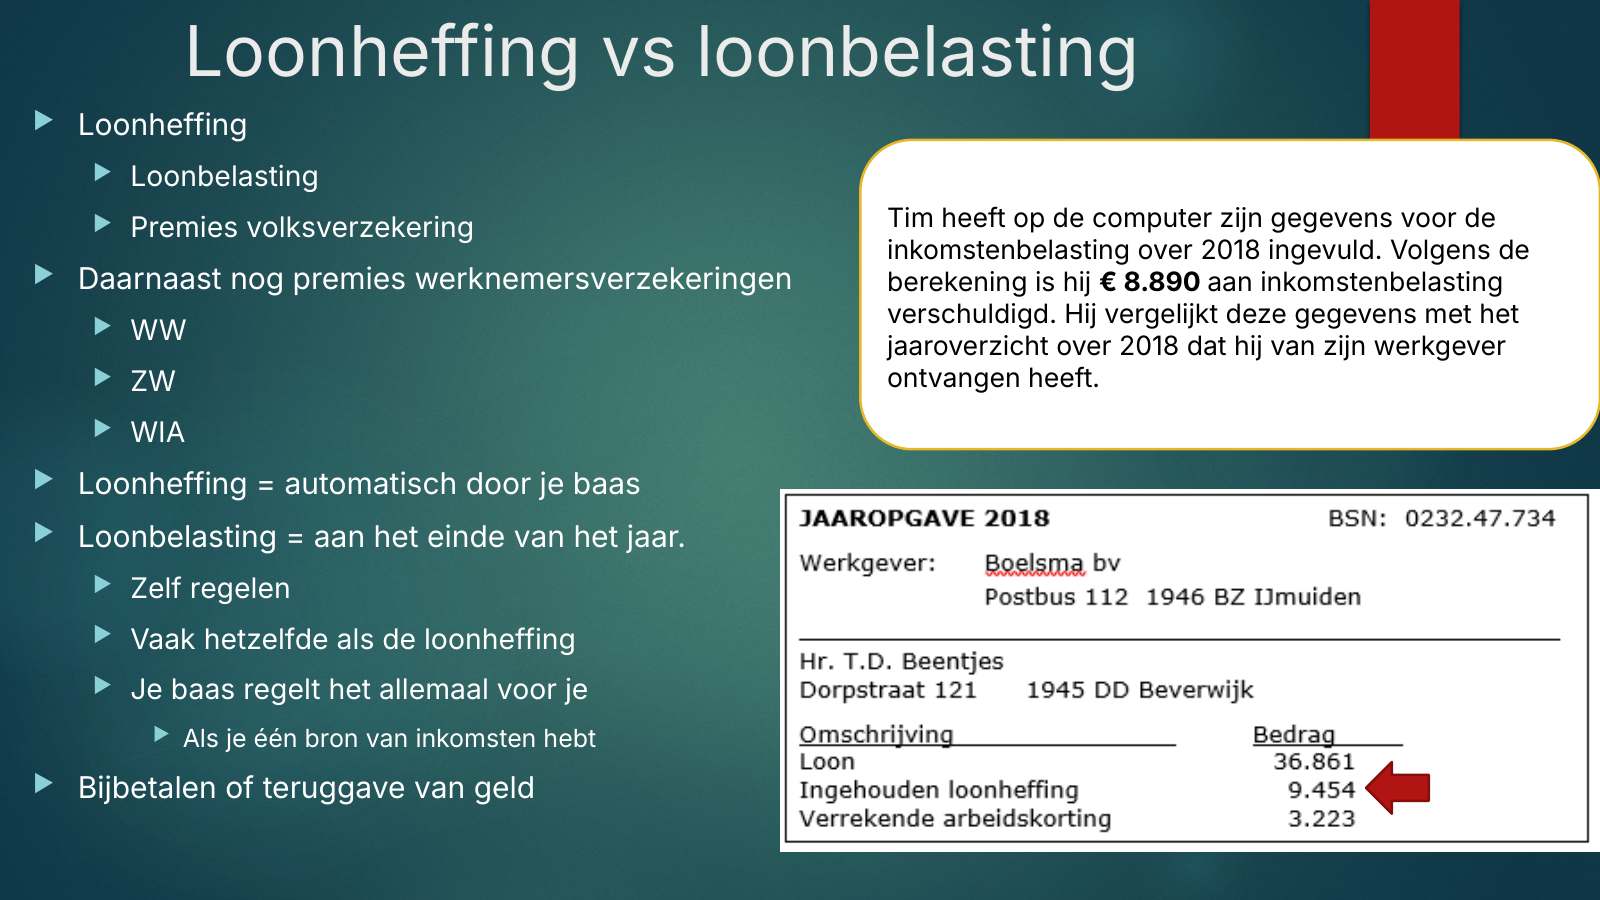 Loonheffing vs loonbelasting
Loonheffing
Loonbelasting
Premies volksverzekering
Daarnaast nog premies werknemersverzekeringen
WW
ZW
WIA
Loonheffing = automatisch door je baas
Loonbelasting = aan het einde van het jaar.
Zelf regelen
Vaak hetzelfde als de loonheffing
Je baas regelt het allemaal voor je
Als je één bron van inkomsten hebt
Bijbetalen of teruggave van geld
Tim heeft op de computer zijn gegevens voor de
inkomstenbelasting over 2018 ingevuld. Volgens de
berekening is hij € 8.890 aan inkomstenbelasting
verschuldigd. Hij vergelijkt deze gegevens met het
jaaroverzicht over 2018 dat hij van zijn werkgever
ontvangen heeft.
JAAROPGAVE 2018 BSN: 0232.47.734
Werkgever: Boelsma bv
Postbus 112 1946 BZ IJmuiden
Hr. T.D. Beentjes
Dorpstraat 121 1945 DD Beverwijk
Omschrijving Bedrag
Loon 36.861
Ingehouden loonheffing 9.454
Verrekende arbeidskorting 3.223